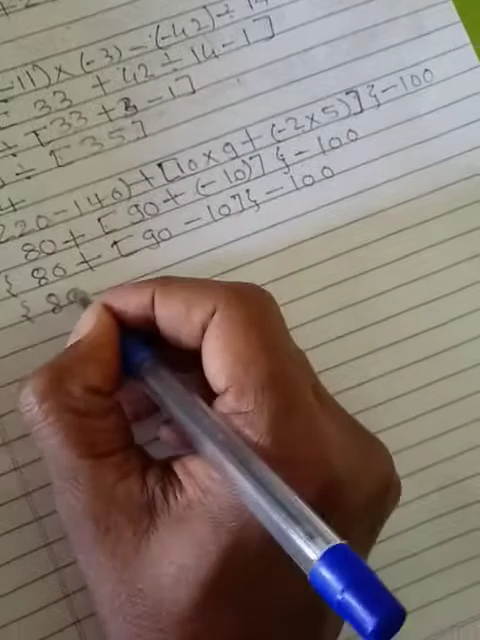 -11) × (-3) - (-42) ÷ 14
÷ 33 + 42 ÷ 14 - 1]
÷ [33 + 3 - 1]
÷ [35]
220 - 140) + [10 × 9 + (-2 × 5)]} - 100
80 + [90 + (-10)]} - 100
{80 + [90 - 10]} - 100
{80